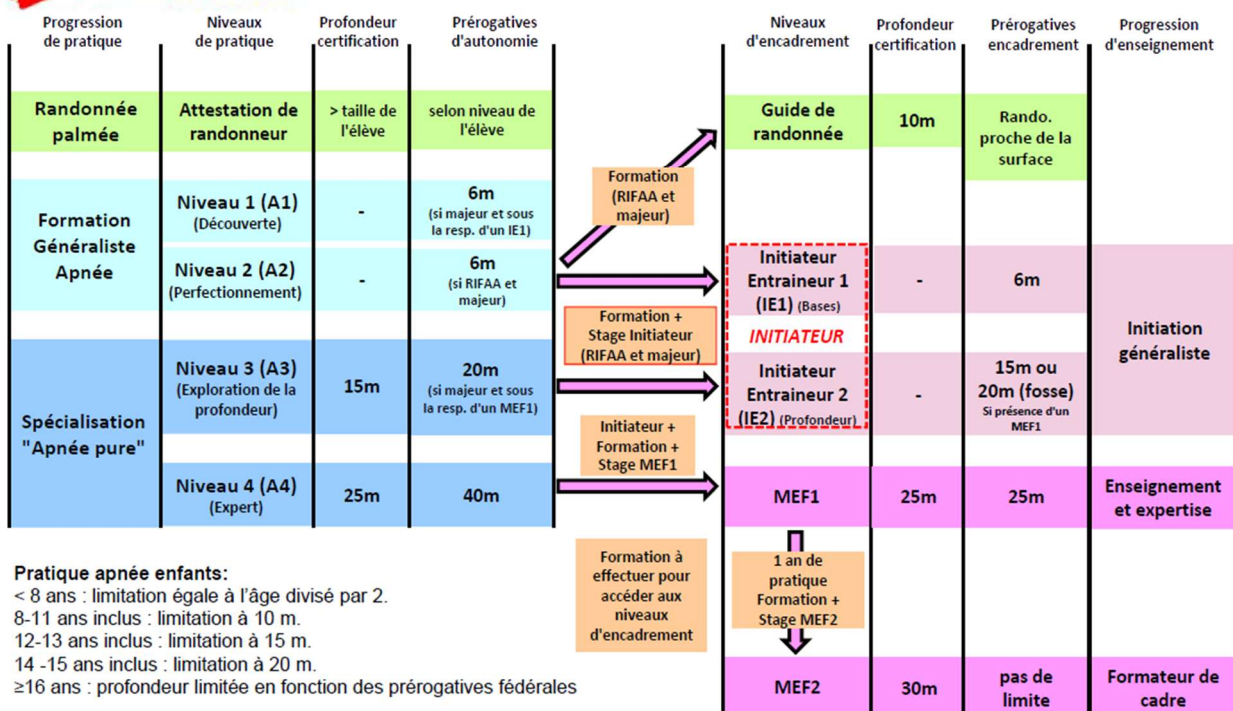 Progression
de pratique
Niveaux
de pratique
Profondeur
certification
Prérogatives
d'autonomie
Niveaux
d'encadrement
Profondeur
certification
Prérogatives
encadrement
Progression
d'enseignement
Randonnée
palmée
Attestation de
randonneur
> taille de
l'élève
selon niveau de
l'élève
Guide de
randonnée
10m
Rando.
proche de la
surface
Formation
(RIFAA et
majeur)
Formation
Généraliste
Apnée
Niveau 1 (A1)
(Découverte)
-
6m
(si majeur et sous
la resp. d'un IE1)
Niveau 2 (A2)
(Perfectionnement)
-
6m
(si RIFAA et
majeur)
Initiateur
Entraineur 1
(IE1) (Bases)
-
6m
Formation +
Stage Initiateur
(RIFAA et majeur)
INITIATEUR
Initiation
généraliste
Spécialisation
"Apnée pure"
Niveau 3 (A3)
(Exploration de la
profondeur)
15m
20m
(si majeur et sous
la resp. d'un MEF1)
Initiateur
Entraineur 2
(IE2) (Profondeur)
-
15m ou
20m (fosse)
Si présence d'un
MEF1
Initiateur +
Formation +
Stage MEF1
Niveau 4 (A4)
(Expert)
25m
40m
MEF1
25m
25m
Enseignement
et expertise
Formation à
effectuer pour
accéder aux
niveaux
d'encadrement
1 an de
pratique
Formation +
Stage MEF2
MEF2
30m
pas de
limite
Formateur de
cadre
Pratique apnée enfants:
< 8 ans : limitation égale à l'âge divisé par 2.
8-11 ans inclus : limitation à 10 m.
12-13 ans inclus : limitation à 15 m.
14 -15 ans inclus : limitation à 20 m.
≥16 ans : profondeur limitée en fonction des prérogatives fédérales